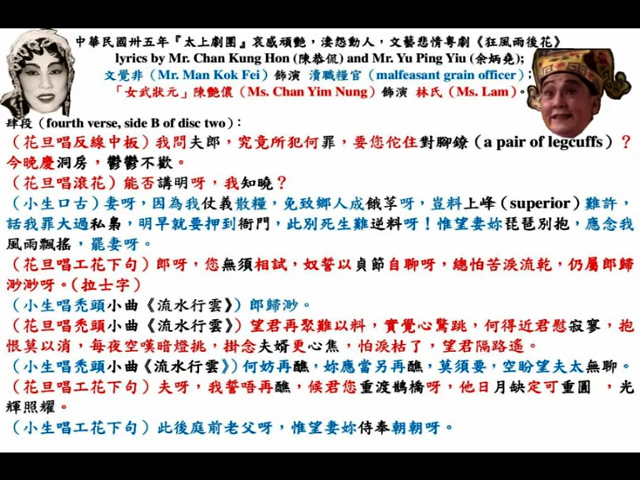 中華民國卅五年『太上劇團』哀感頑艷，淒怨動人，文藝悲情粵劇《狂風雨後花》
lyrics by Mr. Chan Kung Hon (陳恭侃) and Mr. Yu Ping Yiu (余炳堯);
文覺非 (Mr. Man Kok Fei) 飾演 瀆職糧官 (malfeasant grain officer)；
「女武狀元」陳艷儂 (Ms. Chan Yim Nung) 飾演 林氏 (Ms. Lam)。
肆段 (fourth verse, side B of disc two)：
（花旦唱反線中板）我問夫郎，究竟所犯何罪，要您佗住對腳鐐 (a pair of legcuffs) ？
今晚慶洞房，鬱鬱不歡。
（花旦唱滾花）能否講明呀，我知曉？
（小生口古）妻呀，因為我仗義散糧，免致鄉人成餓莩呀，豈料上峰 (superior) 難許，
話我罪大過私梟，明早就要押到衙門，此別死生難逆料呀！惟望妻妳琵琶別抱，應念我
風雨飄搖，罷妻呀。
（花旦唱工花下句）郎呀，您無須相試，奴誓以貞節自聊呀，總怕苦淚流乾，仍屬郎歸
渺渺呀。(拉士字)
（小生唱禿頭小曲《流水行雲》）郎歸渺。
（花旦唱禿頭小曲《流水行雲》）望君再聚難以料，實覺心驚跳，何得近君慰寂寥，抱
恨莫以消，每夜空嘆暗燈挑，掛念夫婿更心焦，怕淚枯了，望君隔路遙。
（小生唱禿頭小曲《流水行雲》）何妨再醮，妳應當另再醮，莫須要，空盼望夫太無聊。
（花旦唱工花下句）夫呀，我誓唔再醮，候君您重渡鵲橋呀，他日月缺定可重圓 ，光
輝照耀。
（小生唱工花下句）此後庭前老父呀，惟望妻妳侍奉朝朝呀。